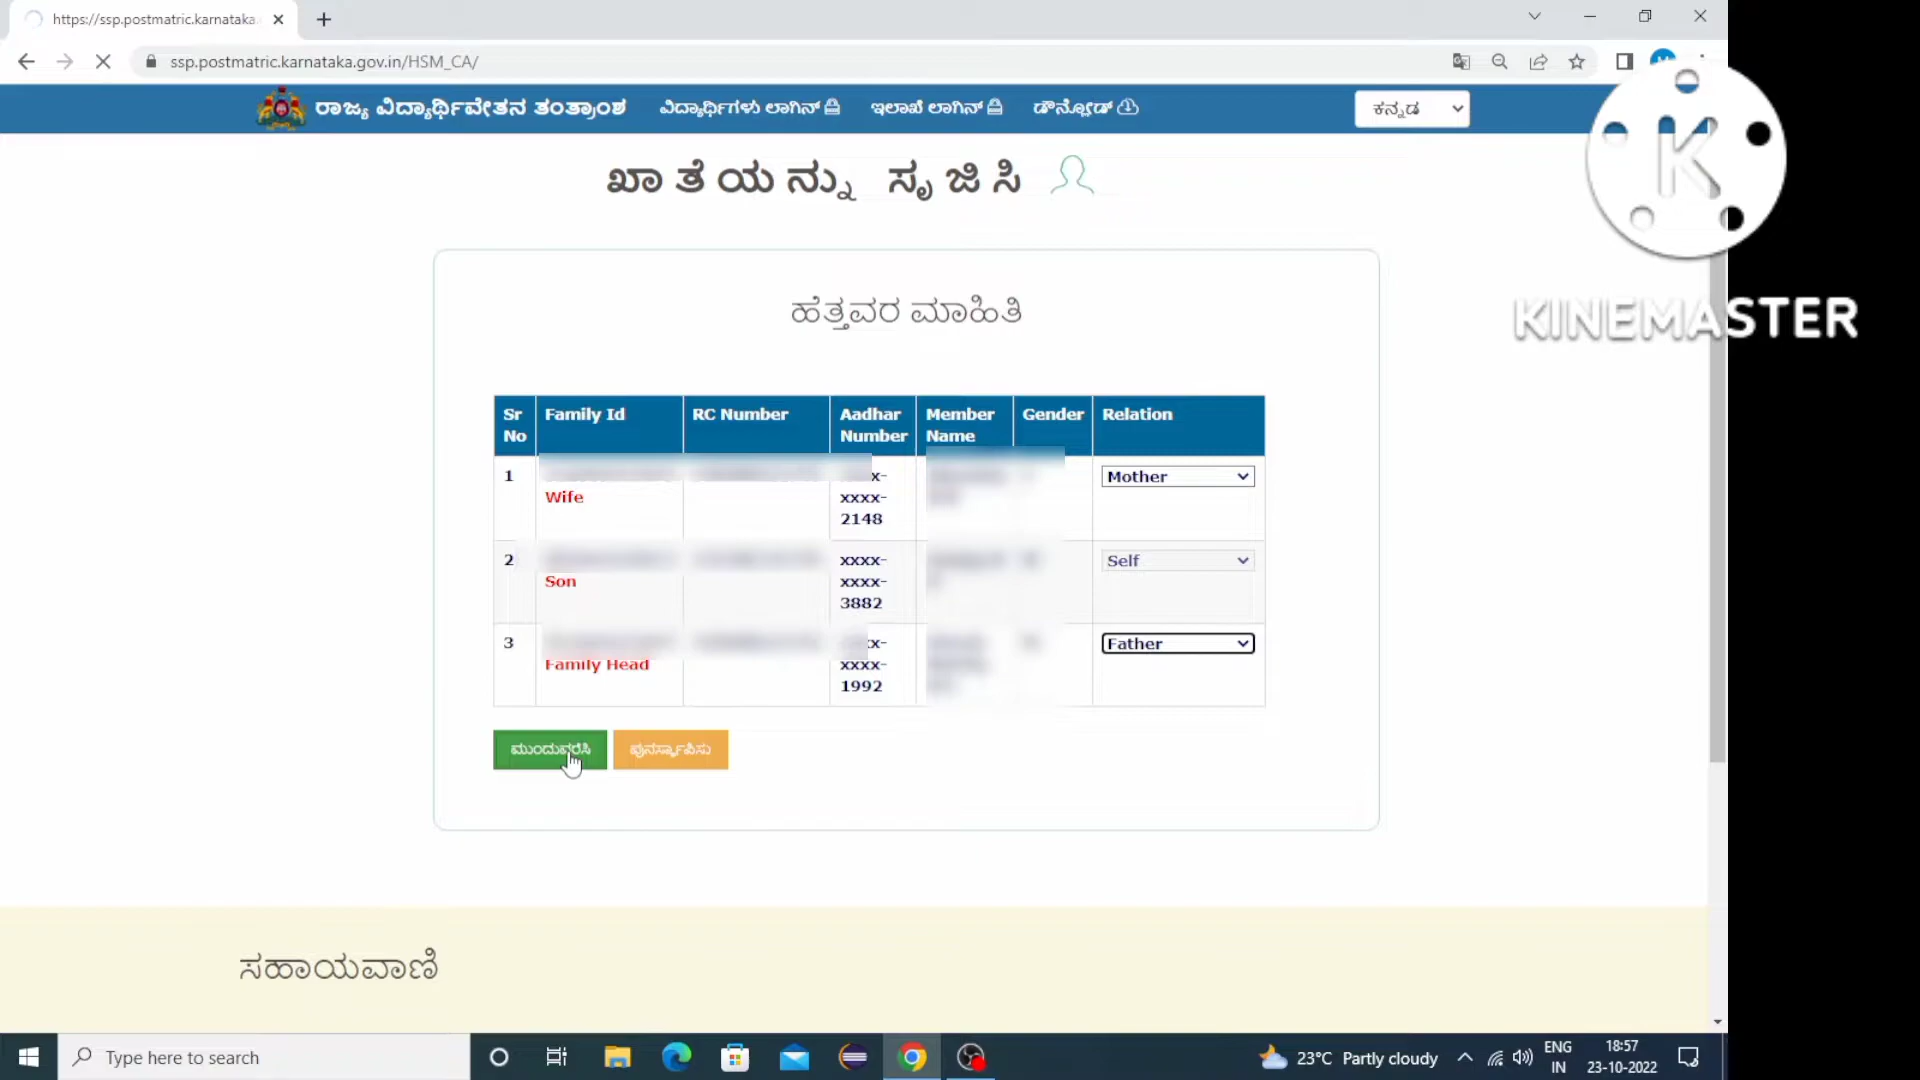 https://ssp.postmatric.karnataka.
ssp.postmatric.karnataka.gov.in/HSM_CA/
ರಾಜ್ಯ ವಿದ್ಯಾರ್ಥಿವೇತನ ತಂತ್ರಾಂಶ ವಿದ್ಯಾರ್ಥಿಗಳು ಲಾಗಿನ್ ಇಲಾಖೆ ಲಾಗಿನ್ ಡೌನ್ಲೋಡ್ ಕನ್ನಡ
ಖಾತೆಯನ್ನು ಸೃಜಿಸಿ
K
KINEMASTER
ಹೆತ್ತವರ ಮಾಹಿತಿ
Sr No Family Id RC Number Aadhar Number Member Name Gender Relation
1 x- Mother
Wife xxxx-
2148
2 xxxx- Self
Son xxxx-
3882
3 x- Father
Family Head xxxx-
1992
ಮುಂದುವರೆಸಿ ಪುನರ್ಸ್ಥಾಪಿಸು
ಸಹಾಯವಾಣಿ
Type here to search
23°C Partly cloudy
ENG
IN
18:57
23-10-2022